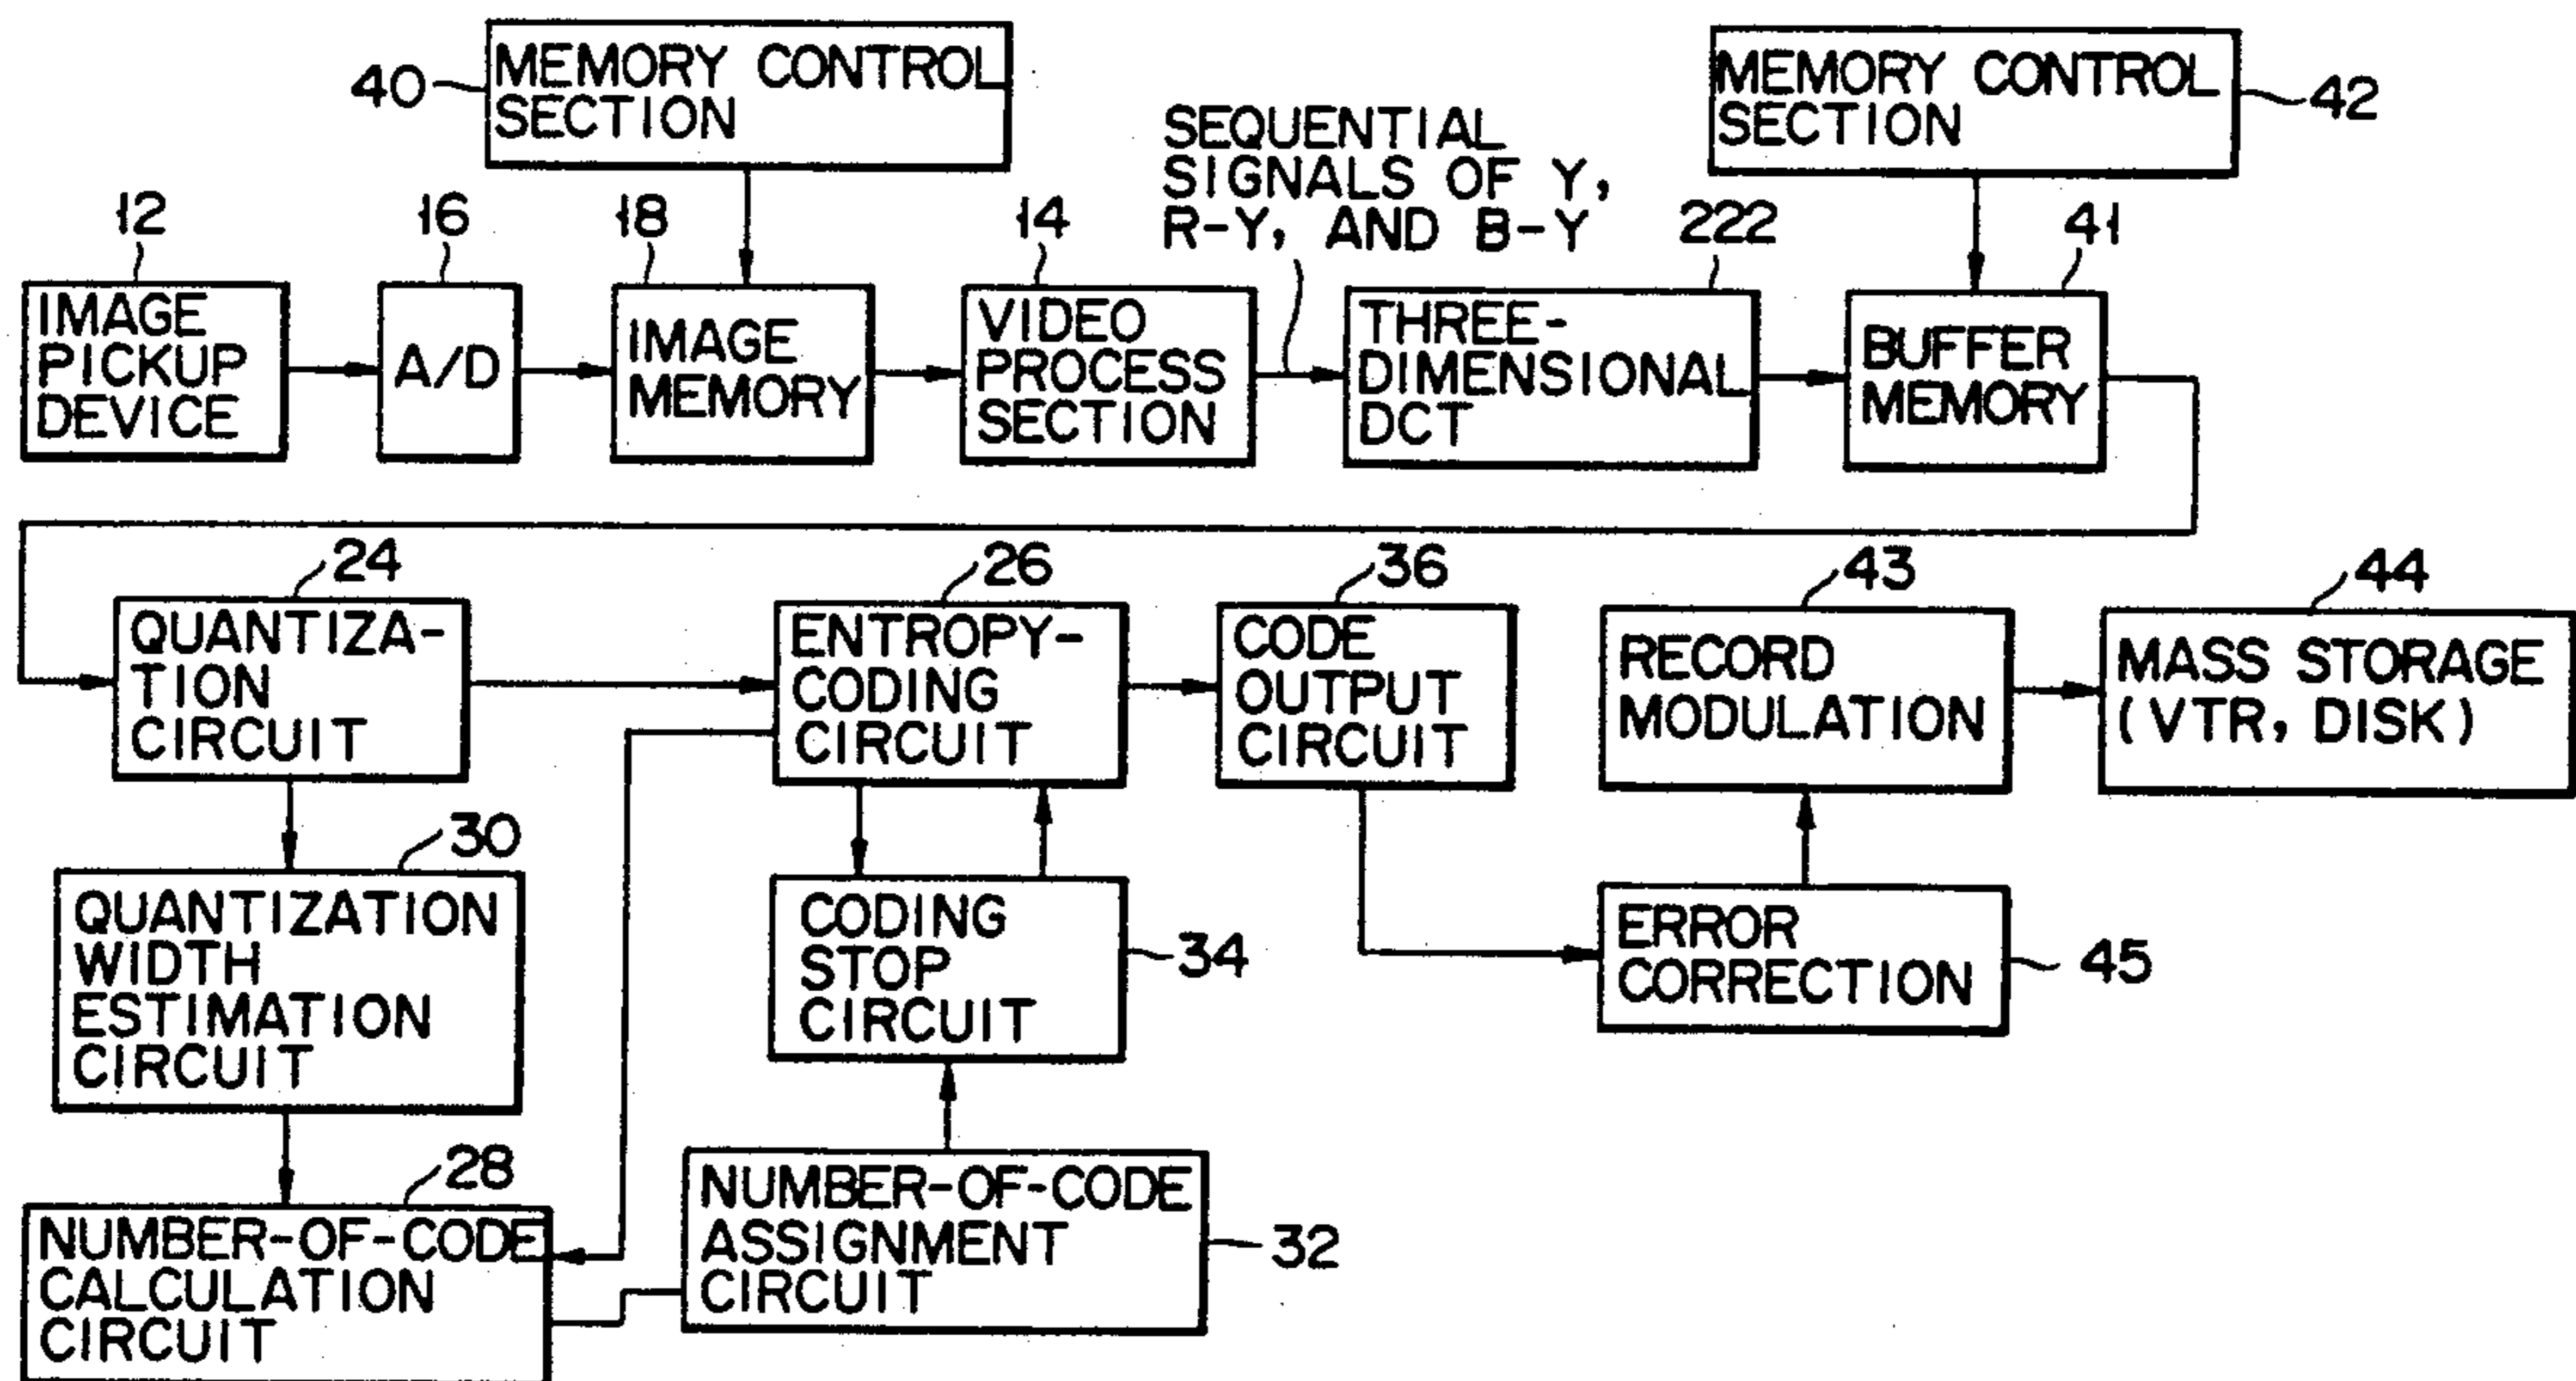 MEMORY CONTROL
SECTION
40
MEMORY CONTROL
SECTION
42
SEQUENTIAL
SIGNALS OF Y,
R-Y, AND B-Y
12
16
18
14
222
41
IMAGE
PICKUP
DEVICE
A/D
IMAGE
MEMORY
VIDEO
PROCESS
SECTION
THREE-
DIMENSIONAL
DCT
BUFFER
MEMORY
24
26
36
43
44
QUANTIZA-
TION
CIRCUIT
ENTROPY-
CODING
CIRCUIT
CODE
OUTPUT
CIRCUIT
RECORD
MODULATION
MASS STORAGE
(VTR, DISK)
30
QUANTIZATION
WIDTH
ESTIMATION
CIRCUIT
CODING
STOP
CIRCUIT
34
ERROR
CORRECTION
45
28
NUMBER-OF-CODE
CALCULATION
CIRCUIT
NUMBER-OF-CODE
ASSIGNMENT
CIRCUIT
32